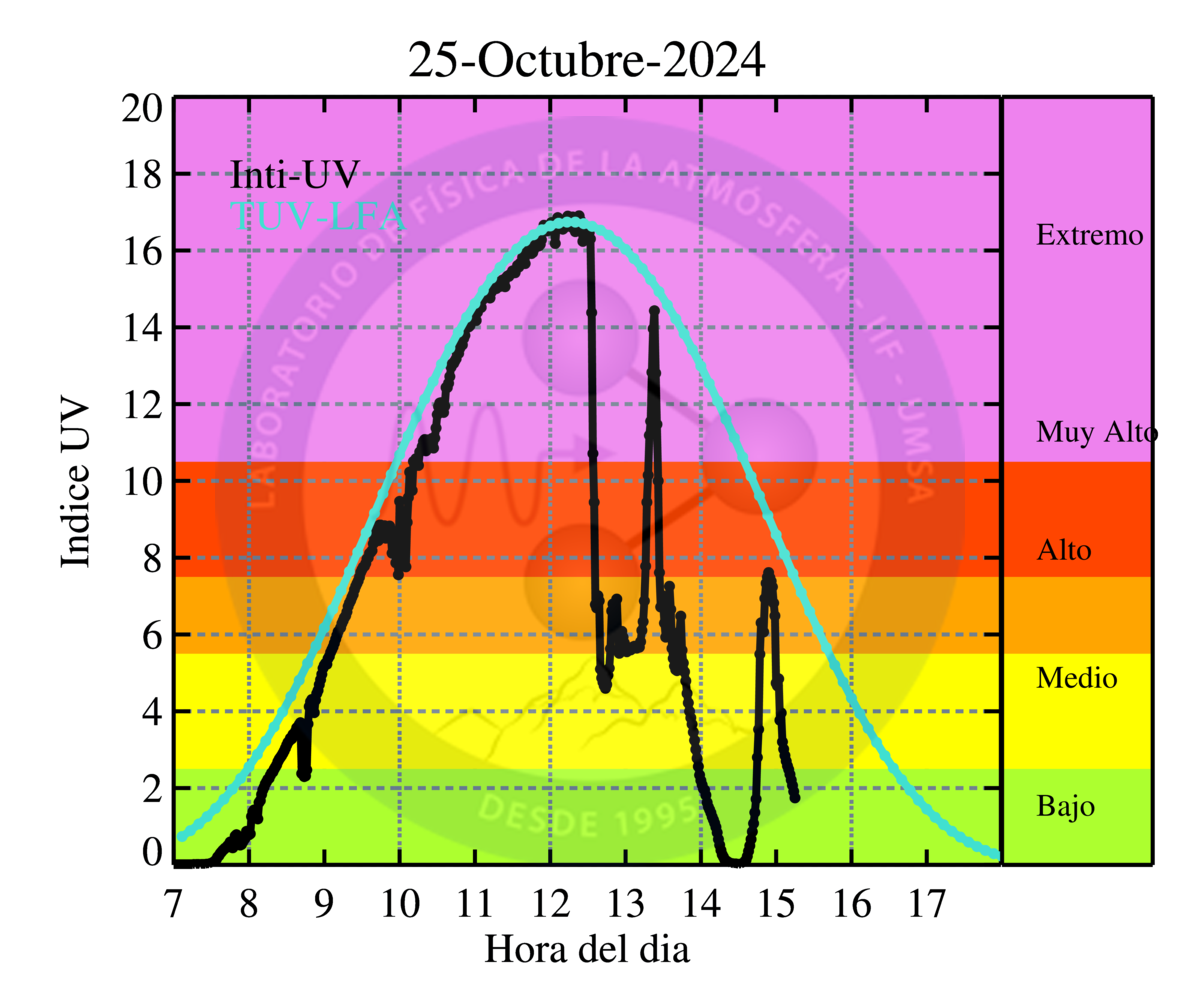 25-Octubre-2024
20
18
16
14
12
10
8
6
4
2
0
Indice UV
Inti-UV
TUV-LFA
LABORATORIO DE FÍSICA DE LA ATMÓSFERA - IIF - UMSA
DESDE 1995
Extremo
Muy Alto
Alto
Medio
Bajo
7 8 9 10 11 12 13 14 15 16 17
Hora del dia